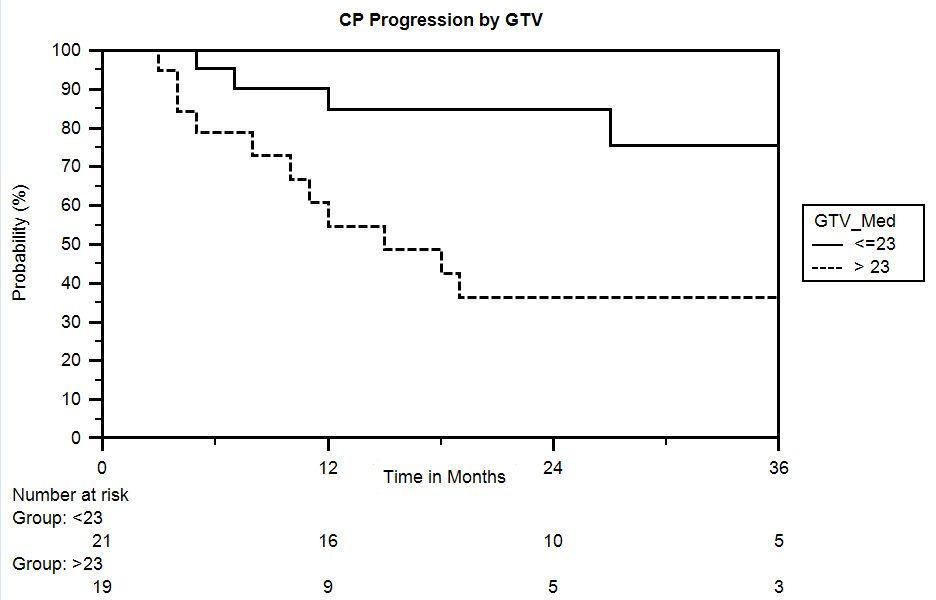 CP Progression by GTV
100
90
80
70
60
50
40
30
20
10
0
Probability (%)
0 12 24 36
Time in Months
GTV_Med
<=23
> 23
Number at risk
Group: <23
21 16 10 5
Group: >23
19 9 5 3